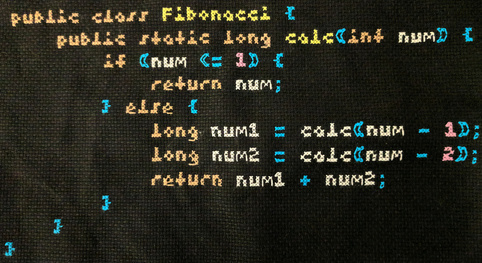 public class Fibonacci {
public static long calc(int num) {
if (num <= 1) {
return num;
} else {
long num1 = calc(num - 1);
long num2 = calc(num - 2);
return num1 + num2;
}
}
}